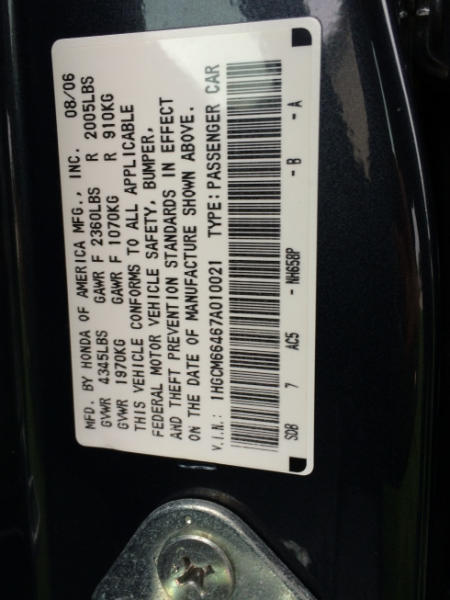 MFD. BY HONDA OF AMERICA MFG., INC. 08/06
GVWR 4345LBS GAWR F 2360LBS R 2005LBS
GVWR 1970KG GAWR F 1070KG R 910KG
THIS VEHICLE CONFORMS TO ALL APPLICABLE
FEDERAL MOTOR VEHICLE SAFETY, BUMPER,
AND THEFT PREVENTION STANDARDS IN EFFECT
ON THE DATE OF MANUFACTURE SHOWN ABOVE.
V.I.N.: 1HGCM66467A010021 TYPE: PASSENGER CAR
SDB 7 AC5 - NH658P - B - A